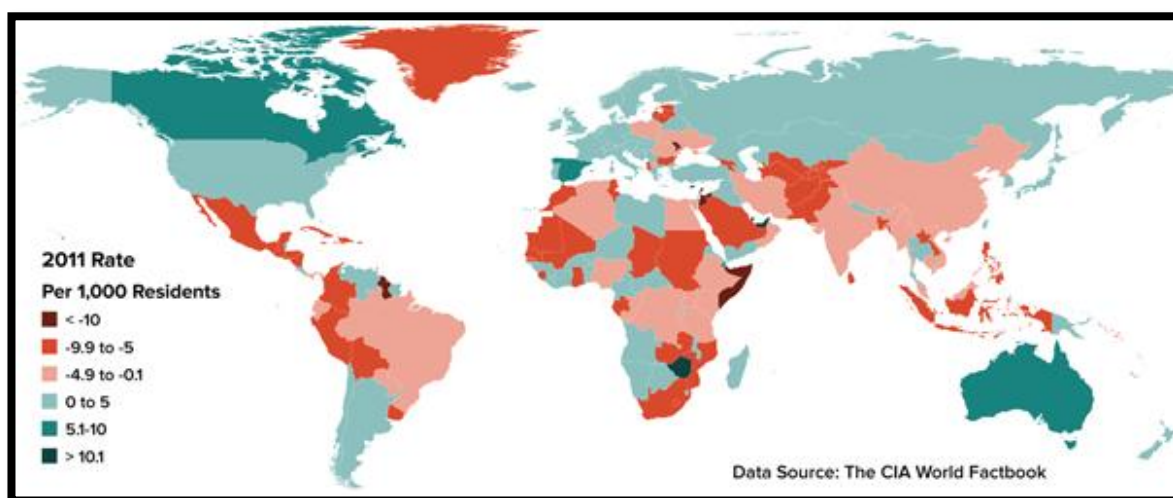 2011 Rate
Per 1,000 Residents
< -10
-9.9 to -5
-4.9 to -0.1
0 to 5
5.1-10
> 10.1
Data Source: The CIA World Factbook